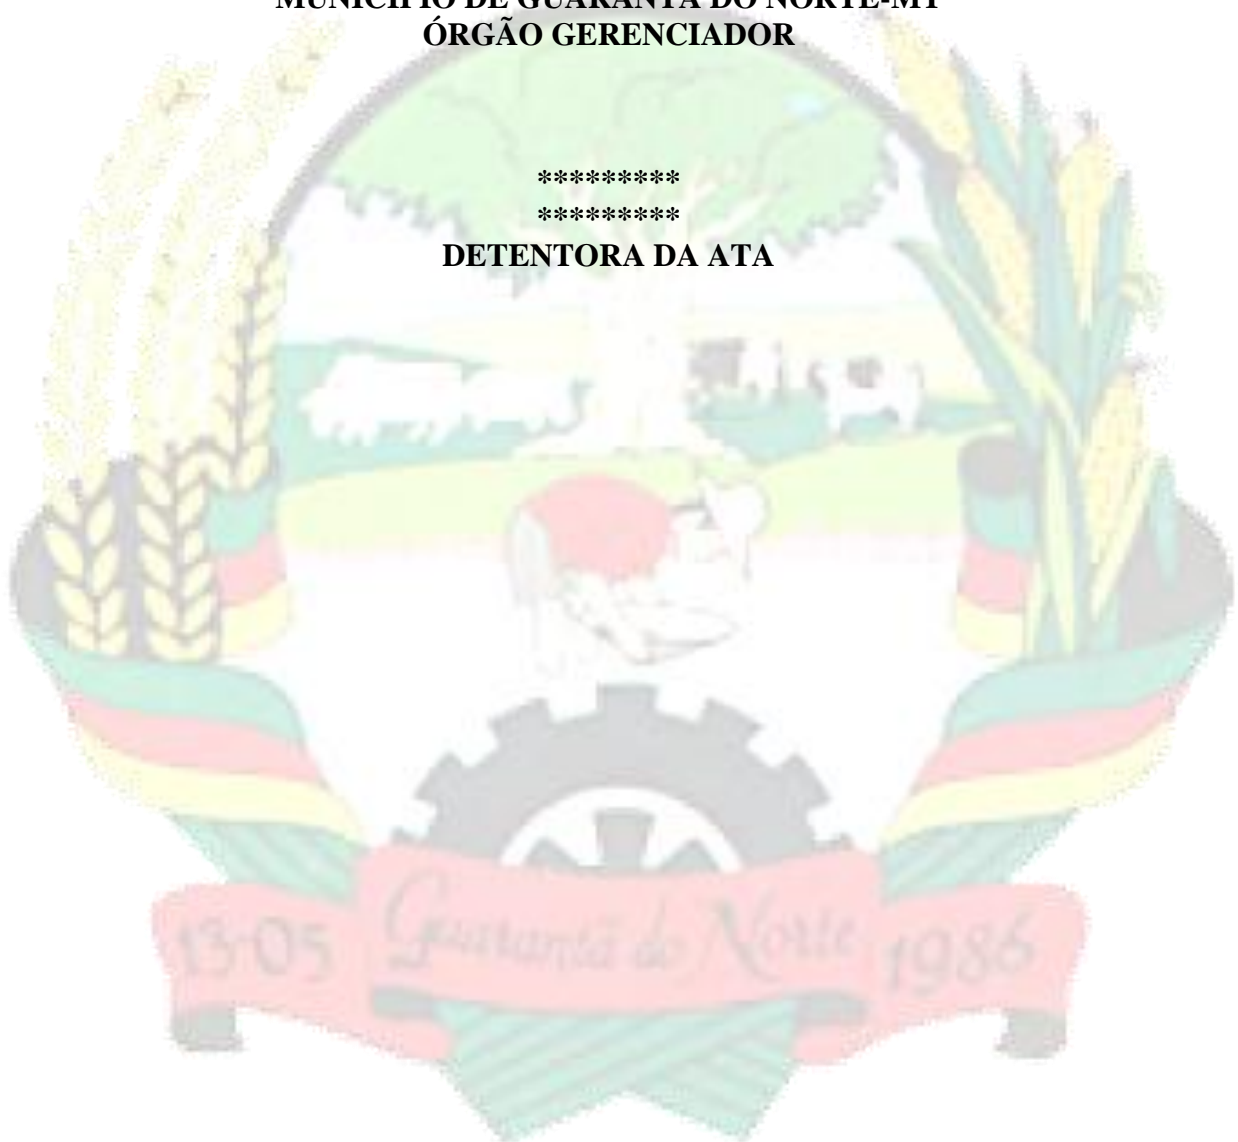 MUNICÍPIO DE GUARANTÃ DO NORTE-MT
ÓRGÃO GERENCIADOR
*********
*********
DETENTORA DA ATA
13-05 Guarantã do Norte 1986